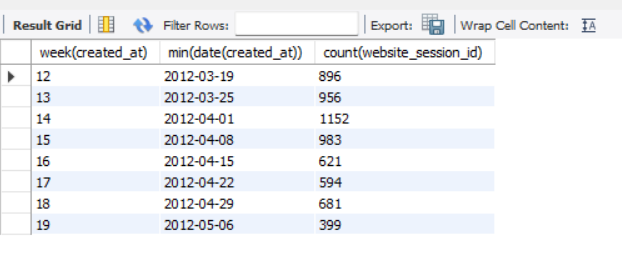 Result Grid Filter Rows: Export: Wrap Cell Content: IA
week(created_at) min(date(created_at)) count(website_session_id)
12 2012-03-19 896
13 2012-03-25 956
14 2012-04-01 1152
15 2012-04-08 983
16 2012-04-15 621
17 2012-04-22 594
18 2012-04-29 681
19 2012-05-06 399